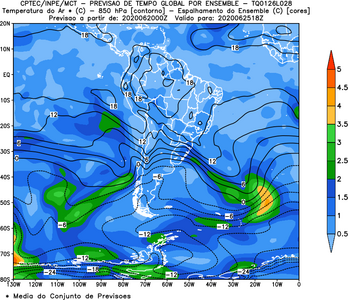 CPTEC/INPE/MCT - PREVISAO DE TEMPO GLOBAL POR ENSEMBLE - TQ0126L028
Temperatura do Ar * (C) - 850 hPa [contorno] - Espalhamento do Ensemble (C) [cores]
Previsao a partir de: 2020062000Z Valido para: 2020062518Z
20N
10N
EQ
10S
20S
30S
40S
50S
60S
70S
80S
130W 120W 110W 100W 90W 80W 70W 60W 50W 40W 30W 20W 10W 0
5
4.5
4
3.5
3
2.5
2
1.5
1
0.5
18
18
18
18
18
12
12
12
6
6
0
0
-6
-6
-6
-12
-12
-12
-12
-18
-24
-24
* Media do Conjunto de Previsoes